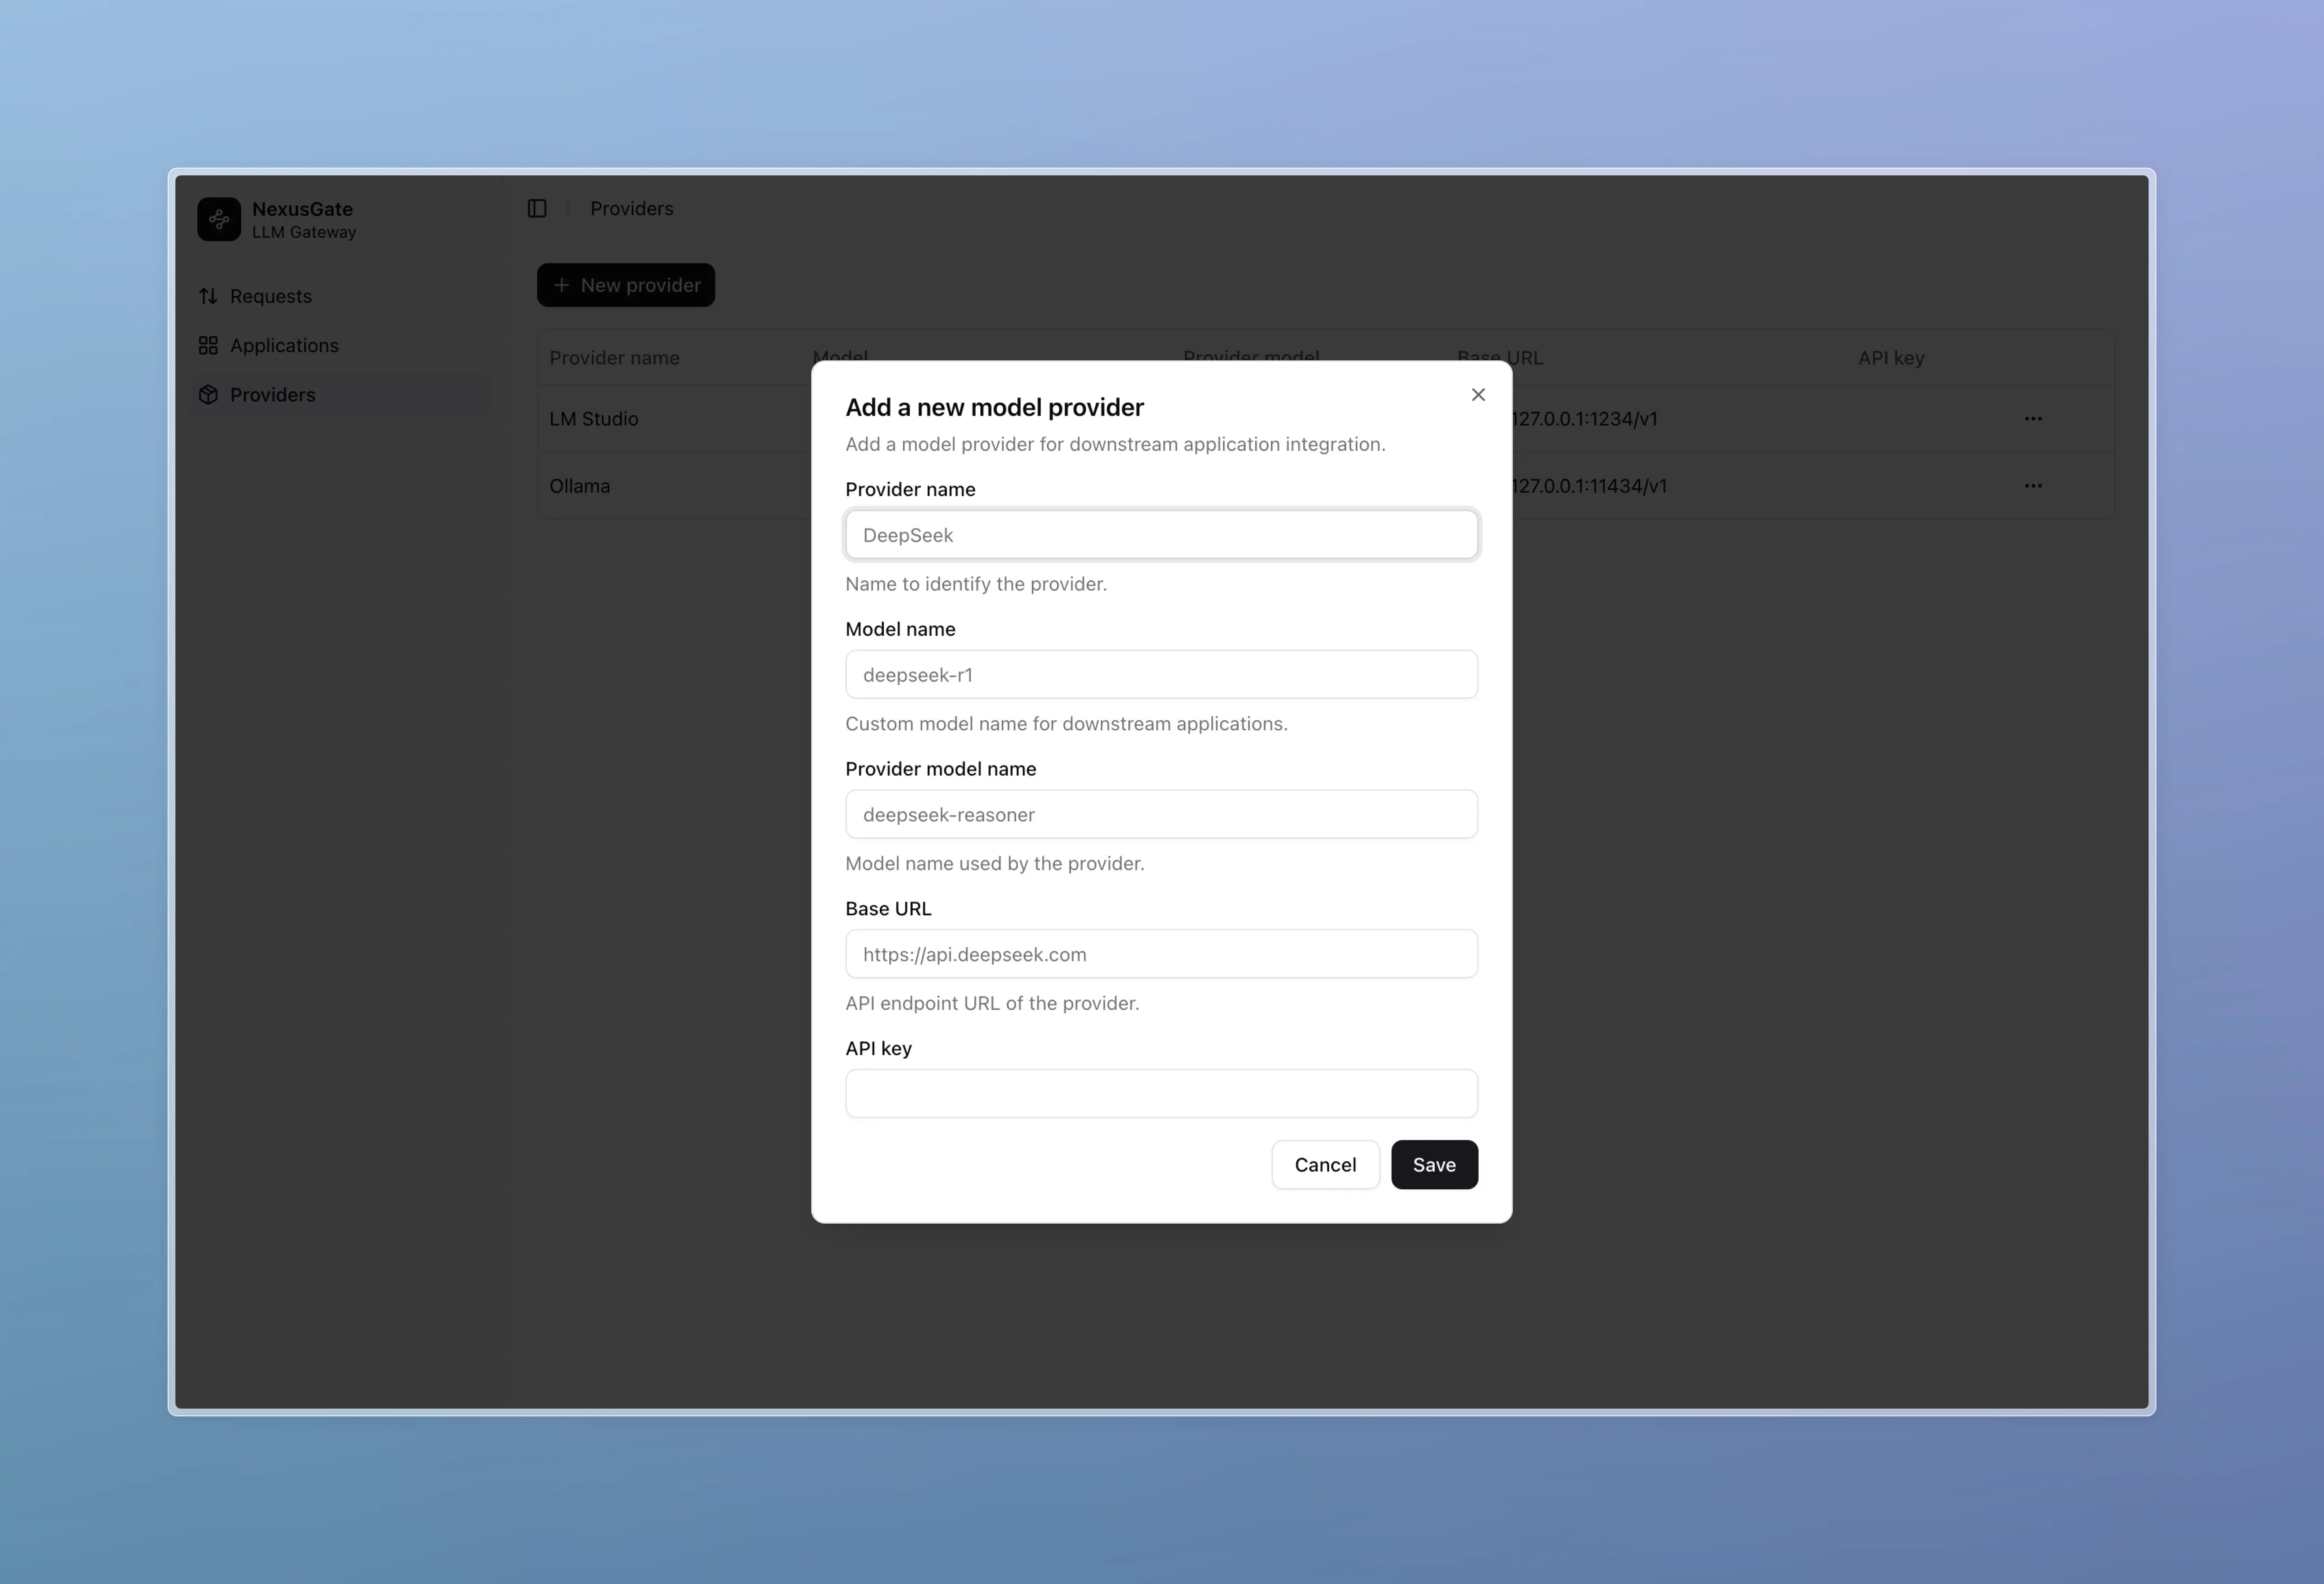 NexusGate
LLM Gateway
Requests
Applications
Providers
Providers
New provider
Provider name Model Provider model Base URL API key
LM Studio 127.0.0.1:1234/v1
Ollama 127.0.0.1:11434/v1
Add a new model provider
Add a model provider for downstream application integration.
Provider name
DeepSeek
Name to identify the provider.
Model name
deepseek-r1
Custom model name for downstream applications.
Provider model name
deepseek-reasoner
Model name used by the provider.
Base URL
https://api.deepseek.com
API endpoint URL of the provider.
API key
Cancel Save